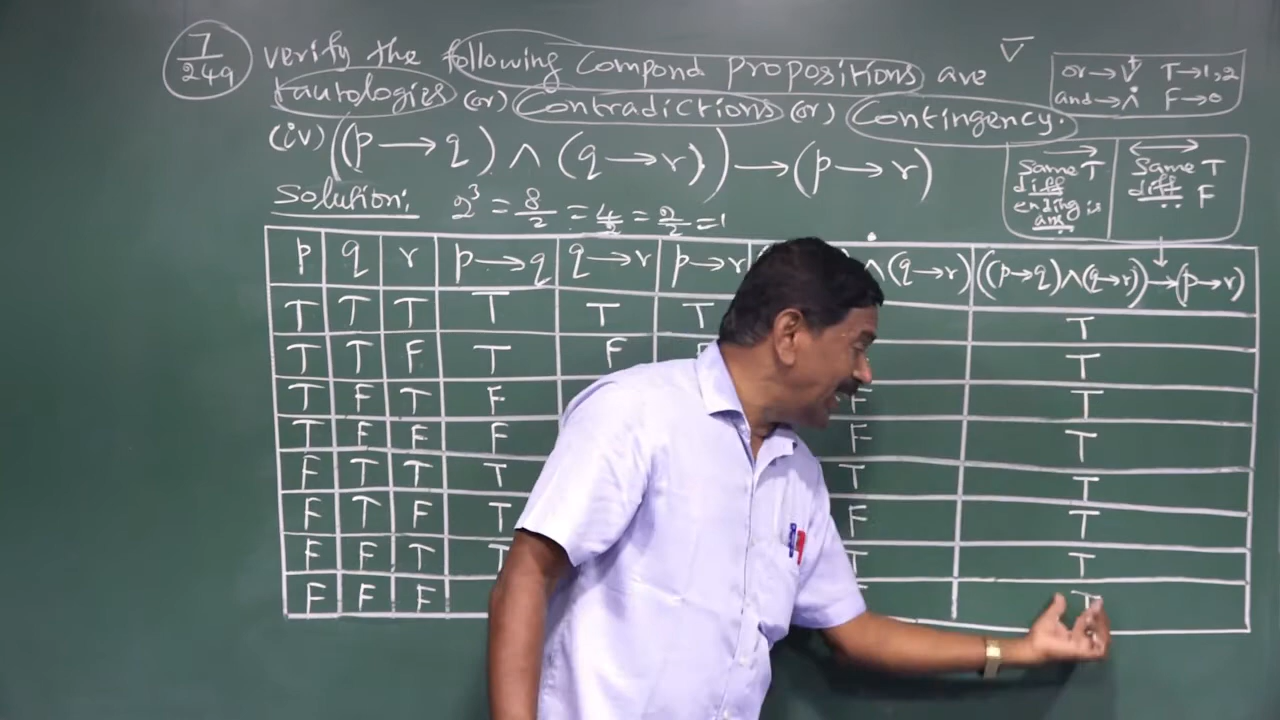 7/249 verify the following Compond propositions are
tautologies (or) Contradictions (or) Contingency.
or→∨ T→1,2
and→∧ F→0
(iv) ((p→q)∧(q→r))→(p→r)
→ ↔
Same T Same T
diff diff F
ending is
ans.
Solution: 2³ = 8/2 = 4/2 = 2/2 = 1
p q r p→q q→r p→r ∧(q→r) ((p→q)∧(q→r))→(p→r)
T T T T T T T
T T F T F T
T F T F F T
T F F F F T
F T T T T T
F T F T F T
F F T T T T
F F F T